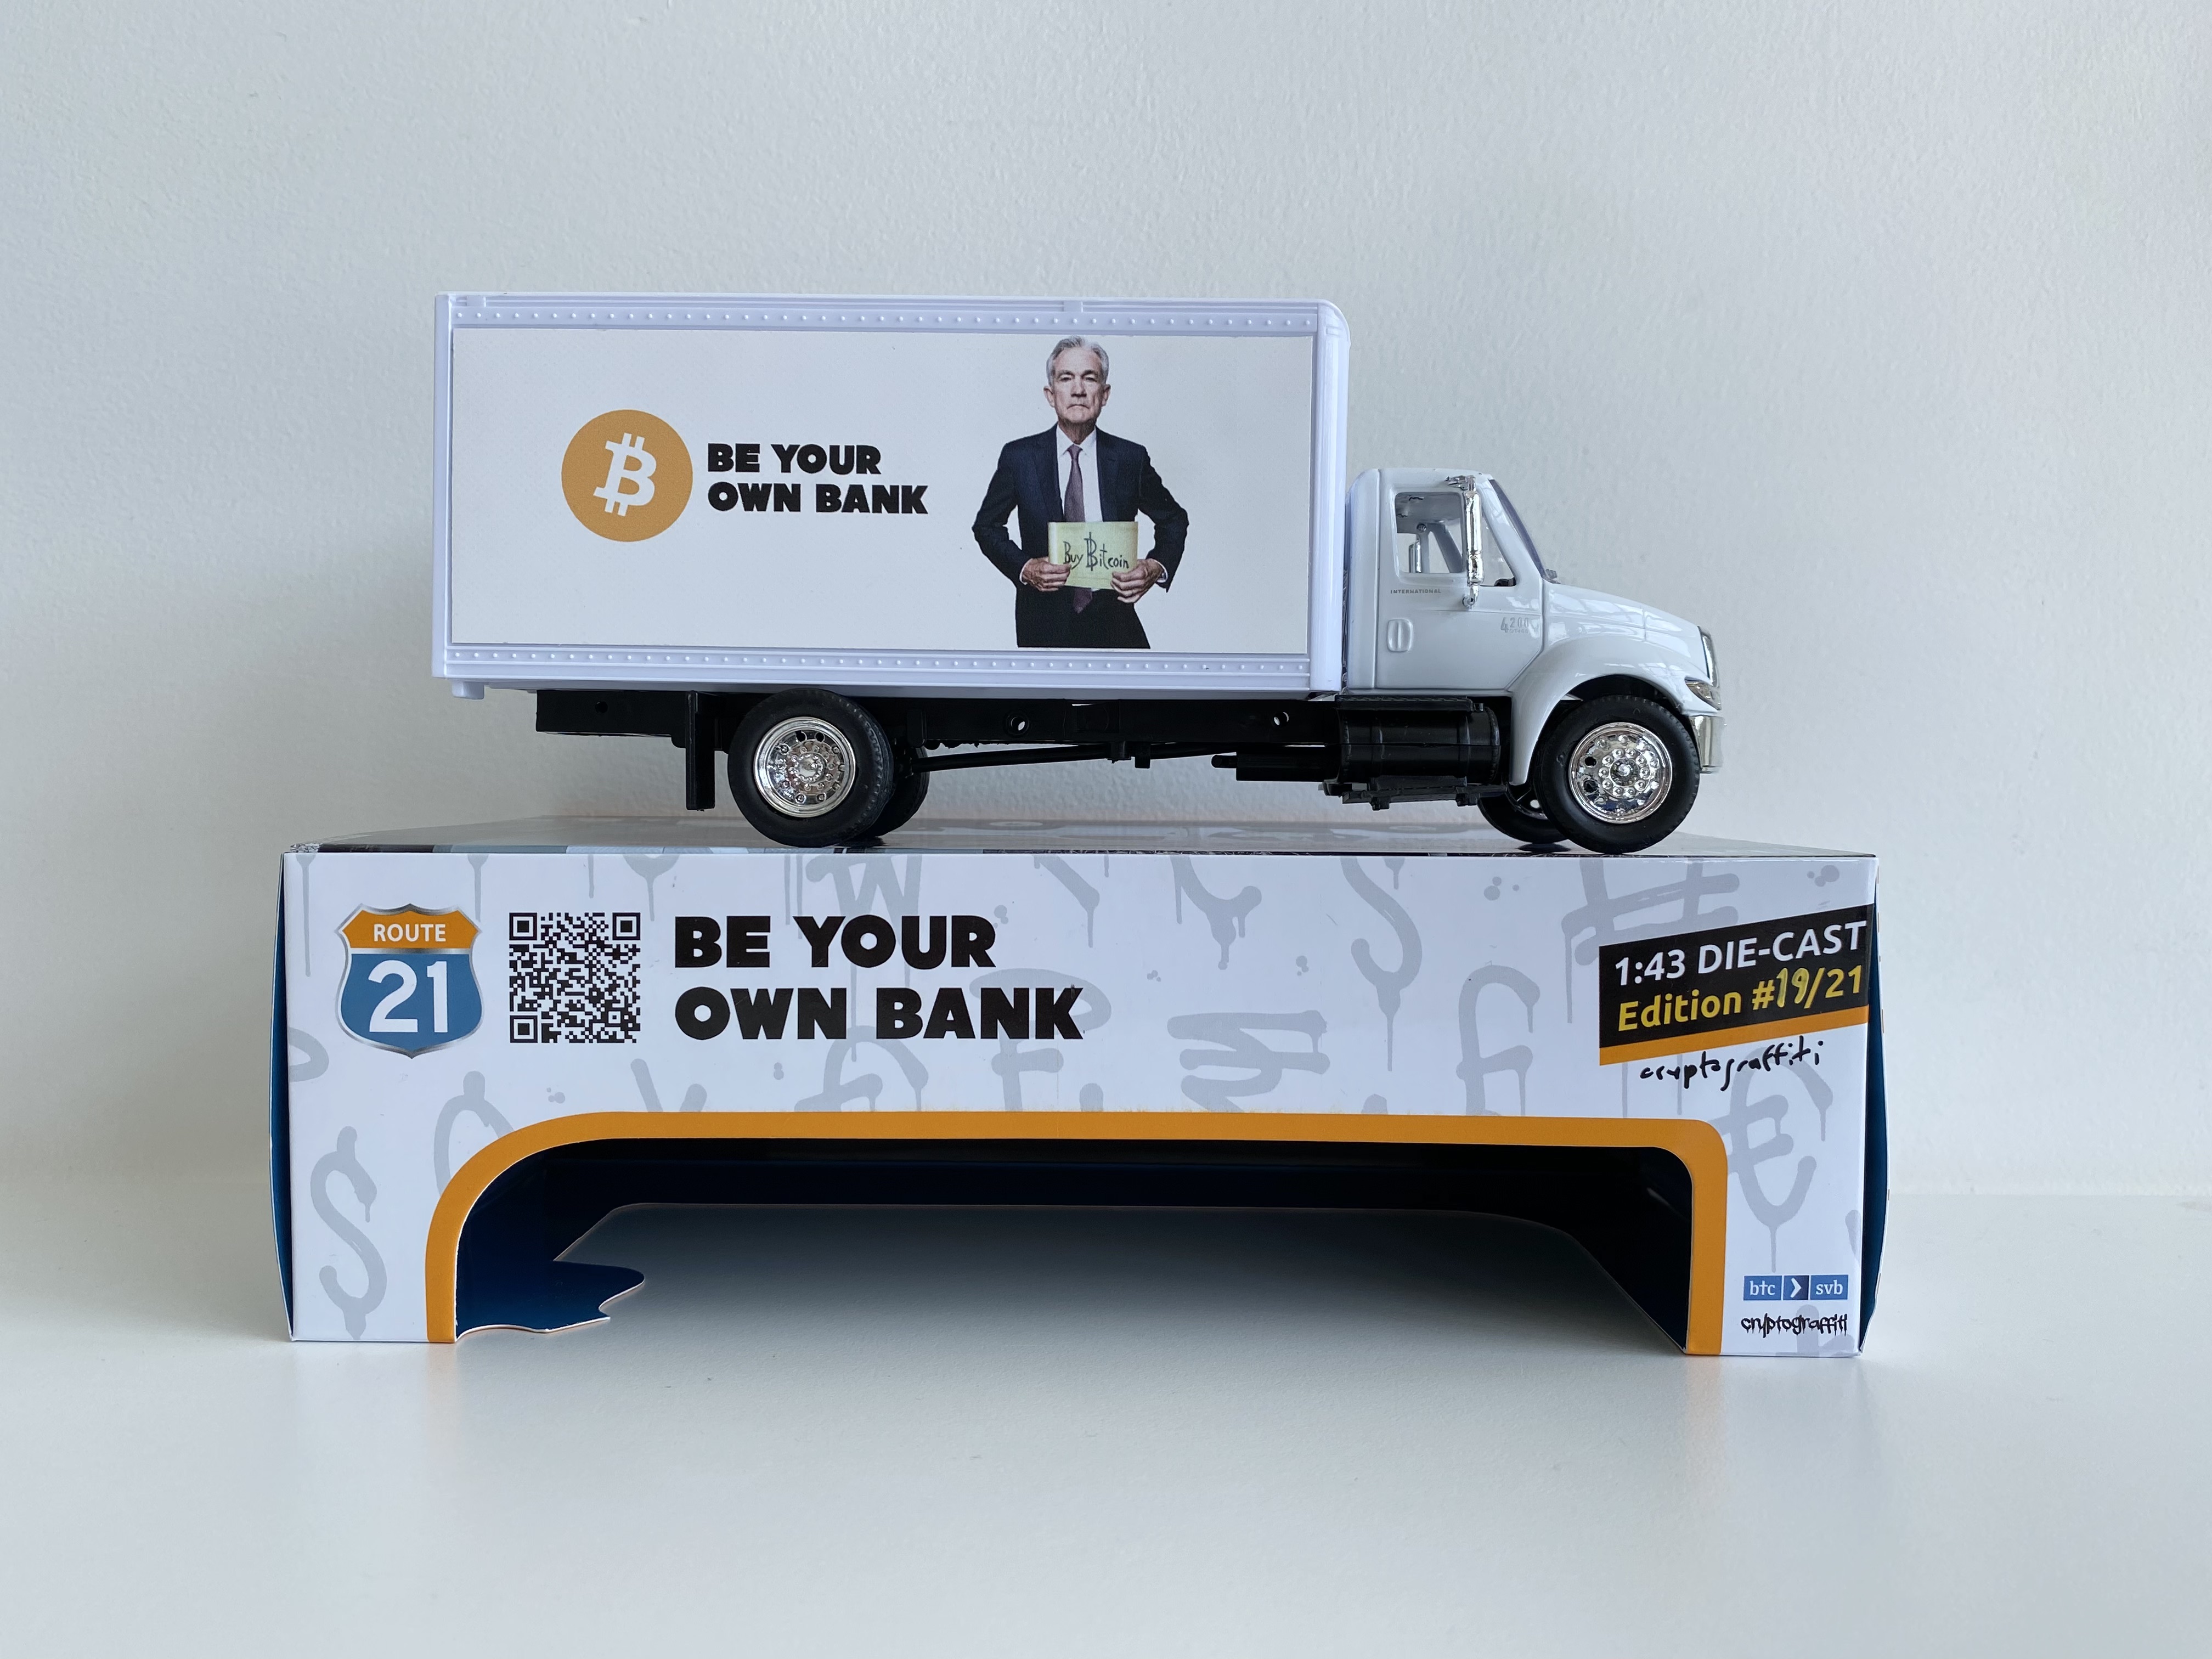 BE YOUR
OWN BANK
Buy Bitcoin
INTERNATIONAL
4200
ROUTE
21
BE YOUR
OWN BANK
1:43 DIE-CAST
Edition #19/21
cryptograffiti
btc > svb
cryptograffiti